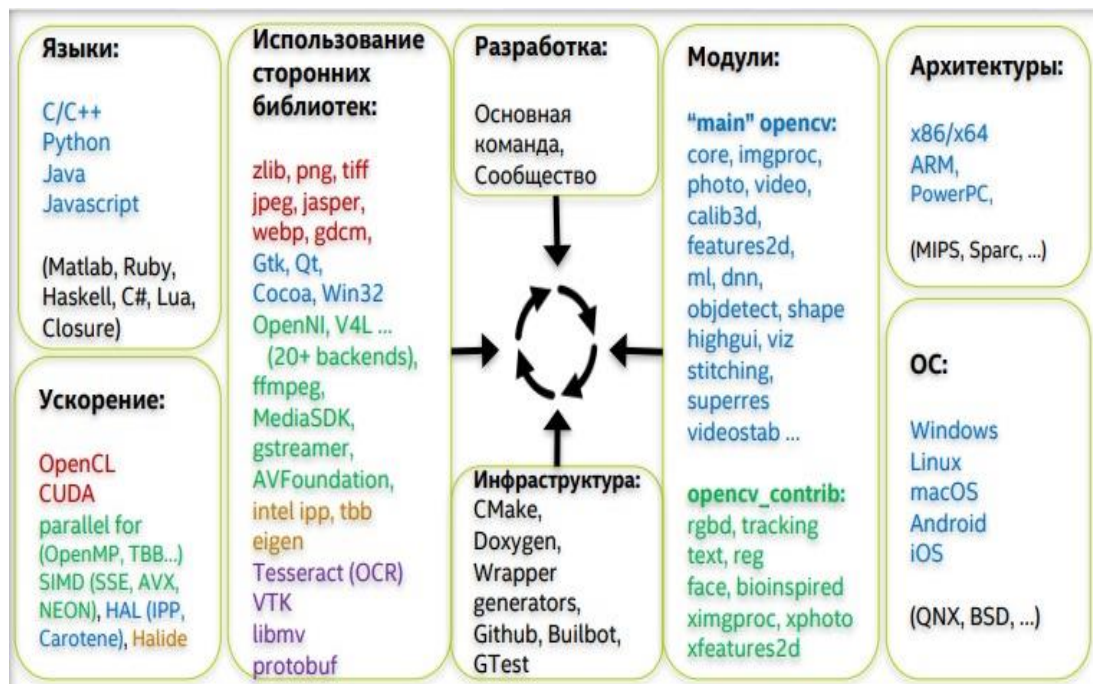 Языки:
C/C++
Python
Java
Javascript
(Matlab, Ruby,
Haskell, C#, Lua,
Closure)
Ускорение:
OpenCL
CUDA
parallel for
(OpenMP, TBB...)
SIMD (SSE, AVX,
NEON), HAL (IPP,
Carotene), Halide
Использование
сторонних
библиотек:
zlib, png, tiff
jpeg, jasper,
webp, gdcm,
Gtk, Qt,
Cocoa, Win32
OpenNI, V4L ...
(20+ backends),
ffmpeg,
MediaSDK,
gstreamer,
AVFoundation,
intel ipp, tbb
eigen
Tesseract (OCR)
VTK
libmv
protobuf
Разработка:
Основная
команда,
Сообщество
Инфраструктура:
CMake,
Doxygen,
Wrapper
generators,
Github, Builbot,
GTest
Модули:
“main” opencv:
core, imgproc,
photo, video,
calib3d,
features2d,
ml, dnn,
objdetect, shape
highgui, viz
stitching,
superres
videostab ...
opencv_contrib:
rgbd, tracking
text, reg
face, bioinspired
ximgproc, xphoto
xfeatures2d
Архитектуры:
x86/x64
ARM,
PowerPC,
(MIPS, Sparc, ...)
ОС:
Windows
Linux
macOS
Android
iOS
(QNX, BSD, ...)